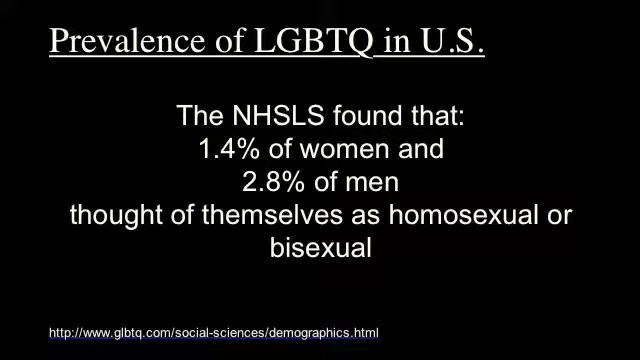 Prevalence of LGBTQ in U.S.
The NHSLS found that:
1.4% of women and
2.8% of men
thought of themselves as homosexual or
bisexual
http://www.glbtq.com/social-sciences/demographics.html